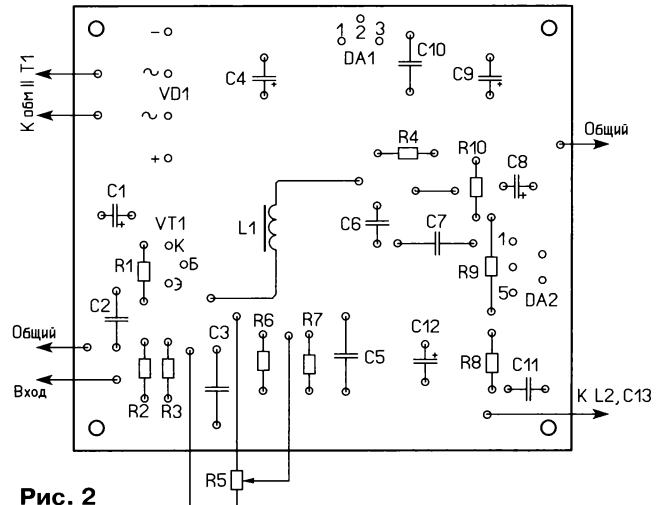 1 2 3
DA1
C10
К обм II T1
−
~
VD1
~
+
C4
+
C9
+
Общий
R4
R10
C8
+
C1
+
VT1
К
Б
Э
L1
C6
C7
R1
R9
1
5
DA2
C2
Общий
Вход
R2
R3
C3
R6
R7
C5
C12
+
R8
C11
К L2, C13
R5
Рис. 2